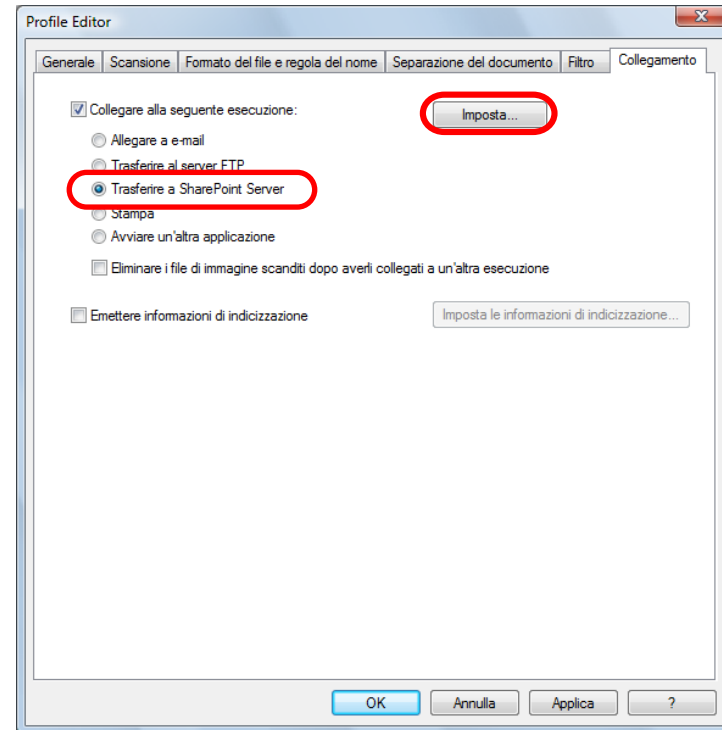 Profile Editor
Generale Scansione Formato del file e regola del nome Separazione del documento Filtro Collegamento
Collegare alla seguente esecuzione: Imposta...
Allegare a e-mail
Trasferire al server FTP
Trasferire a SharePoint Server
Stampa
Avviare un'altra applicazione
Eliminare i file di immagine scanditi dopo averli collegati a un'altra esecuzione
Emettere informazioni di indicizzazione Imposta le informazioni di indicizzazione...
OK Annulla Applica ?